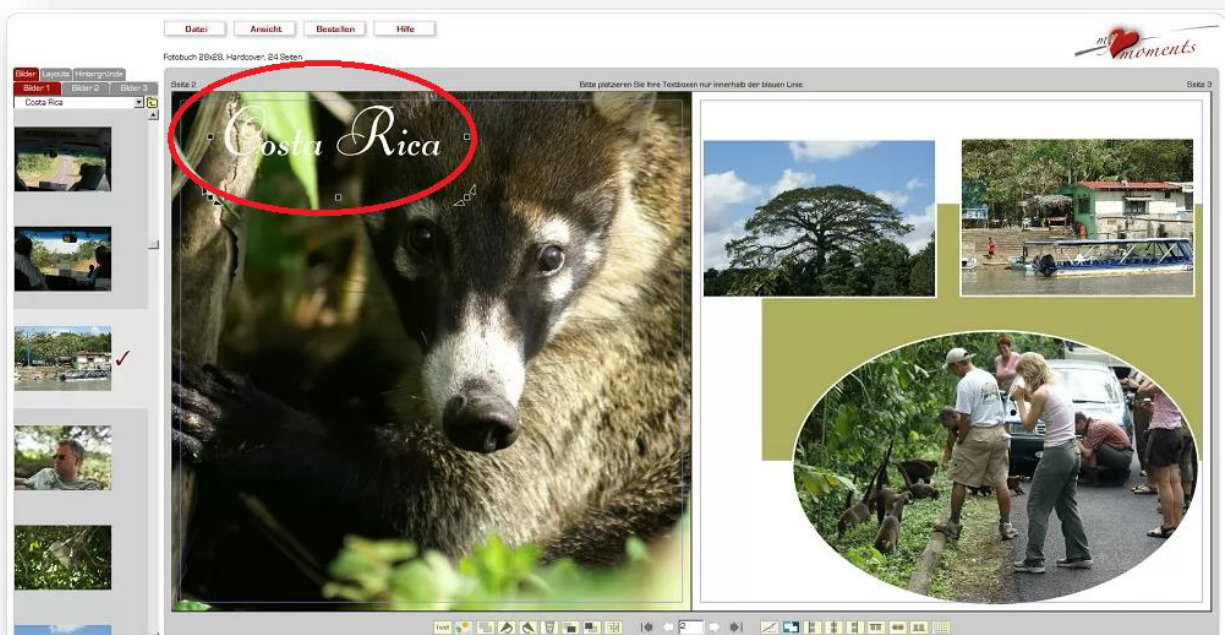 Datei Ansicht Bestellen Hilfe
my moments
Fotobuch 28x28, Hardcover, 24 Seiten
Bilder Layouts Hintergründe
Bilder 1 Bilder 2 Bilder 3
Costa Rica
Seite 2 Bitte platzieren Sie Ihre Textboxen nur innerhalb der blauen Linie. Seite 3
Costa Rica
Text 2